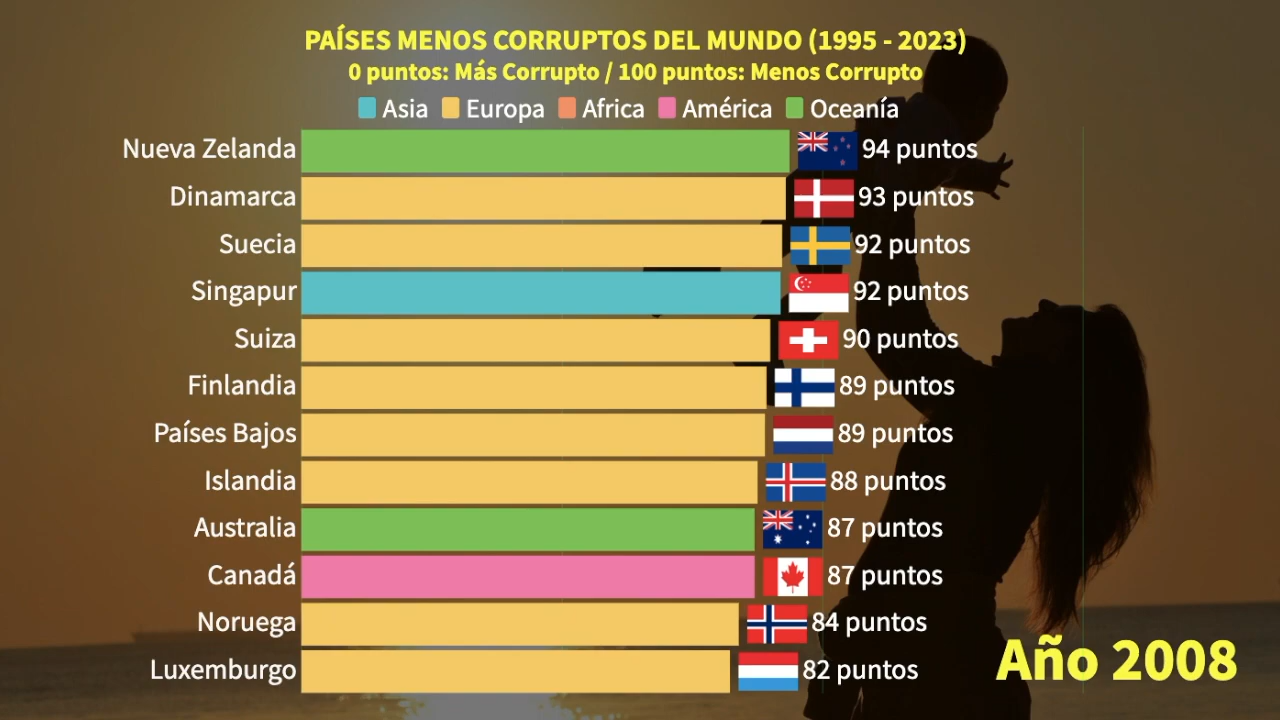 PAÍSES MENOS CORRUPTOS DEL MUNDO (1995 - 2023)
0 puntos: Más Corrupto / 100 puntos: Menos Corrupto
Asia Europa Africa América Oceanía
Nueva Zelanda 94 puntos
Dinamarca 93 puntos
Suecia 92 puntos
Singapur 92 puntos
Suiza 90 puntos
Finlandia 89 puntos
Países Bajos 89 puntos
Islandia 88 puntos
Australia 87 puntos
Canadá 87 puntos
Noruega 84 puntos
Luxemburgo 82 puntos
Año 2008